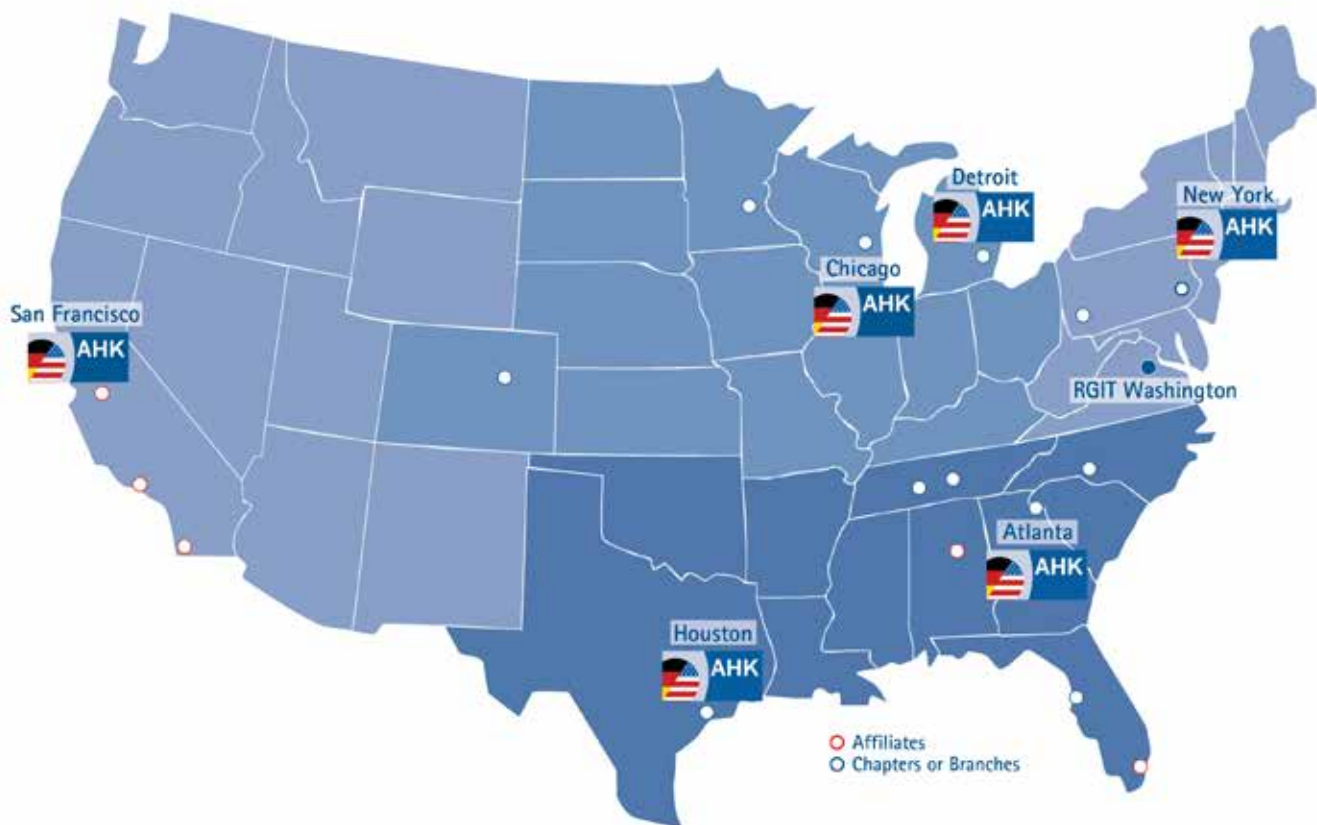 Detroit
AHK
New York
AHK
Chicago
AHK
San Francisco
AHK
RGIT Washington
Atlanta
AHK
Houston
AHK
Affiliates
Chapters or Branches